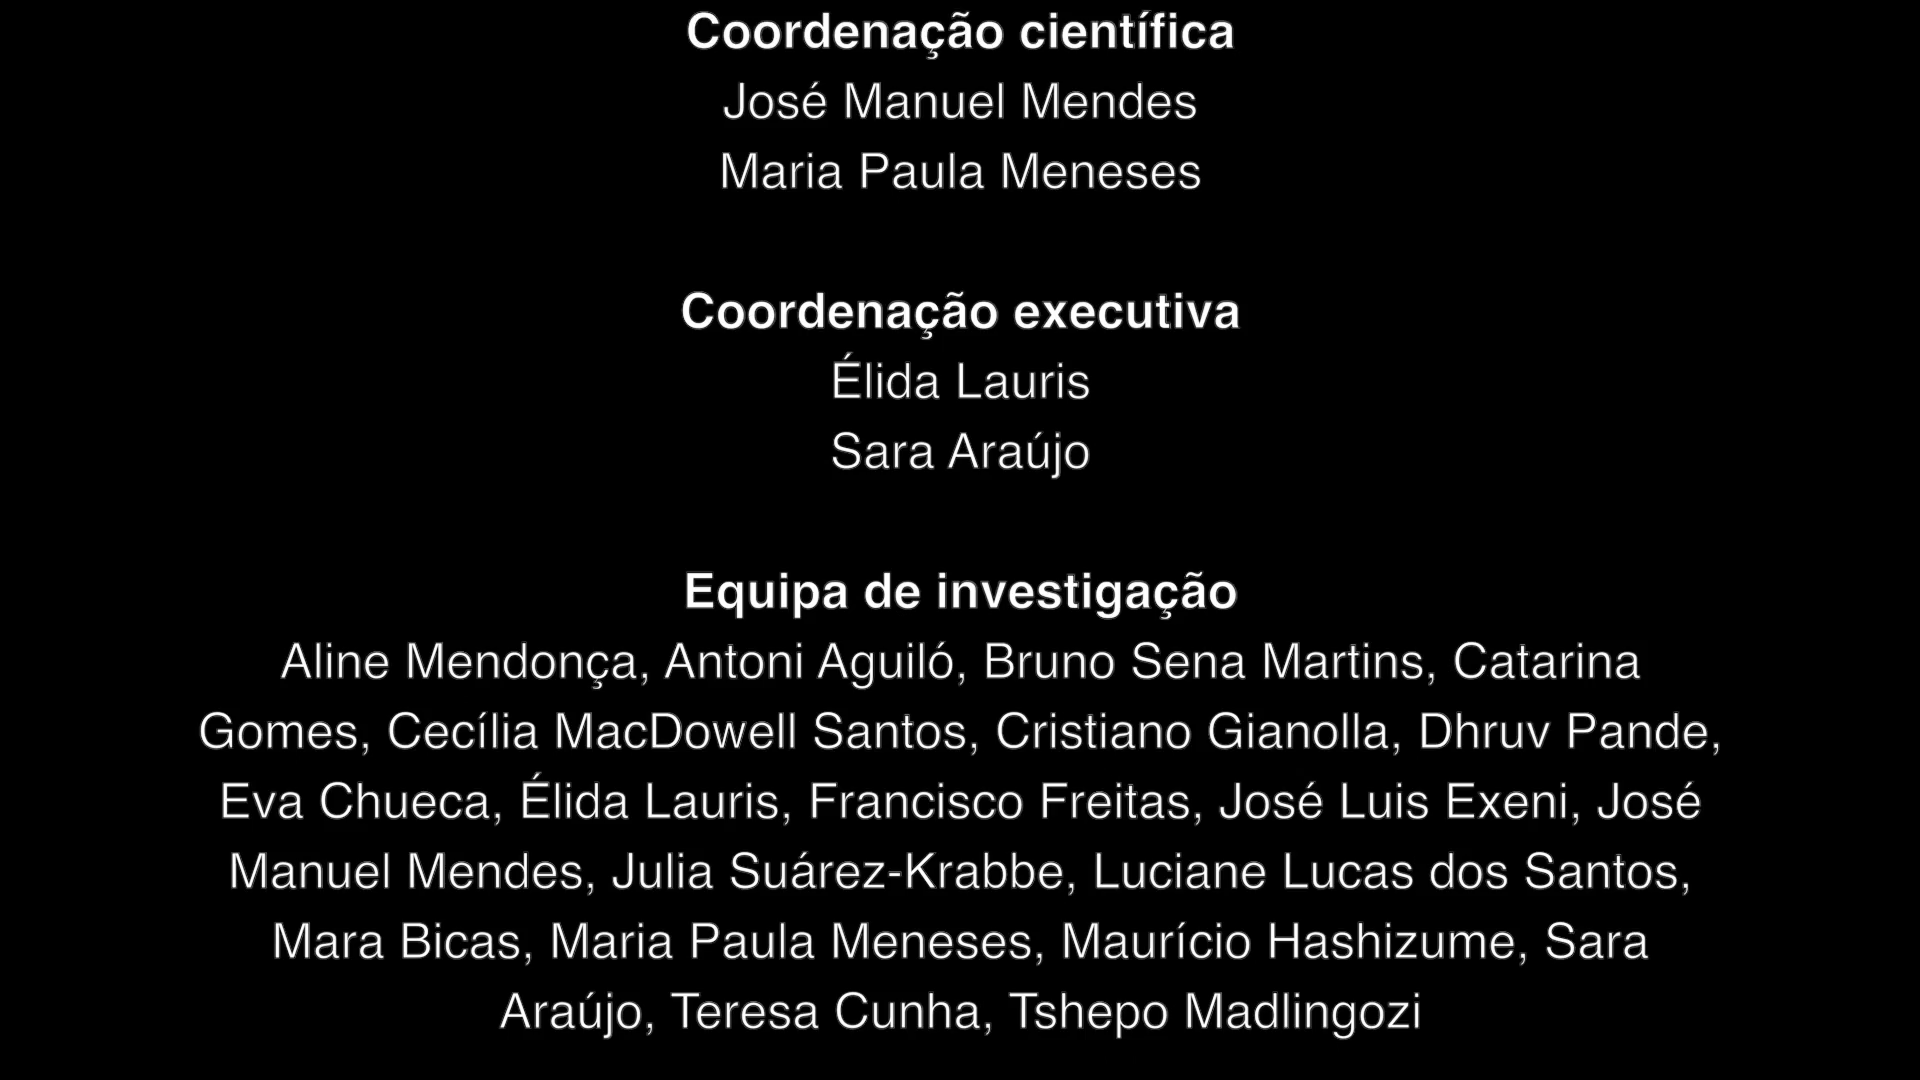 Coordenação científica
José Manuel Mendes
Maria Paula Meneses
Coordenação executiva
Élida Lauris
Sara Araújo
Equipa de investigação
Aline Mendonça, Antoni Aguiló, Bruno Sena Martins, Catarina
Gomes, Cecília MacDowell Santos, Cristiano Gianolla, Dhruv Pande,
Eva Chueca, Élida Lauris, Francisco Freitas, José Luis Exeni, José
Manuel Mendes, Julia Suárez-Krabbe, Luciane Lucas dos Santos,
Mara Bicas, Maria Paula Meneses, Maurício Hashizume, Sara
Araújo, Teresa Cunha, Tshepo Madlingozi